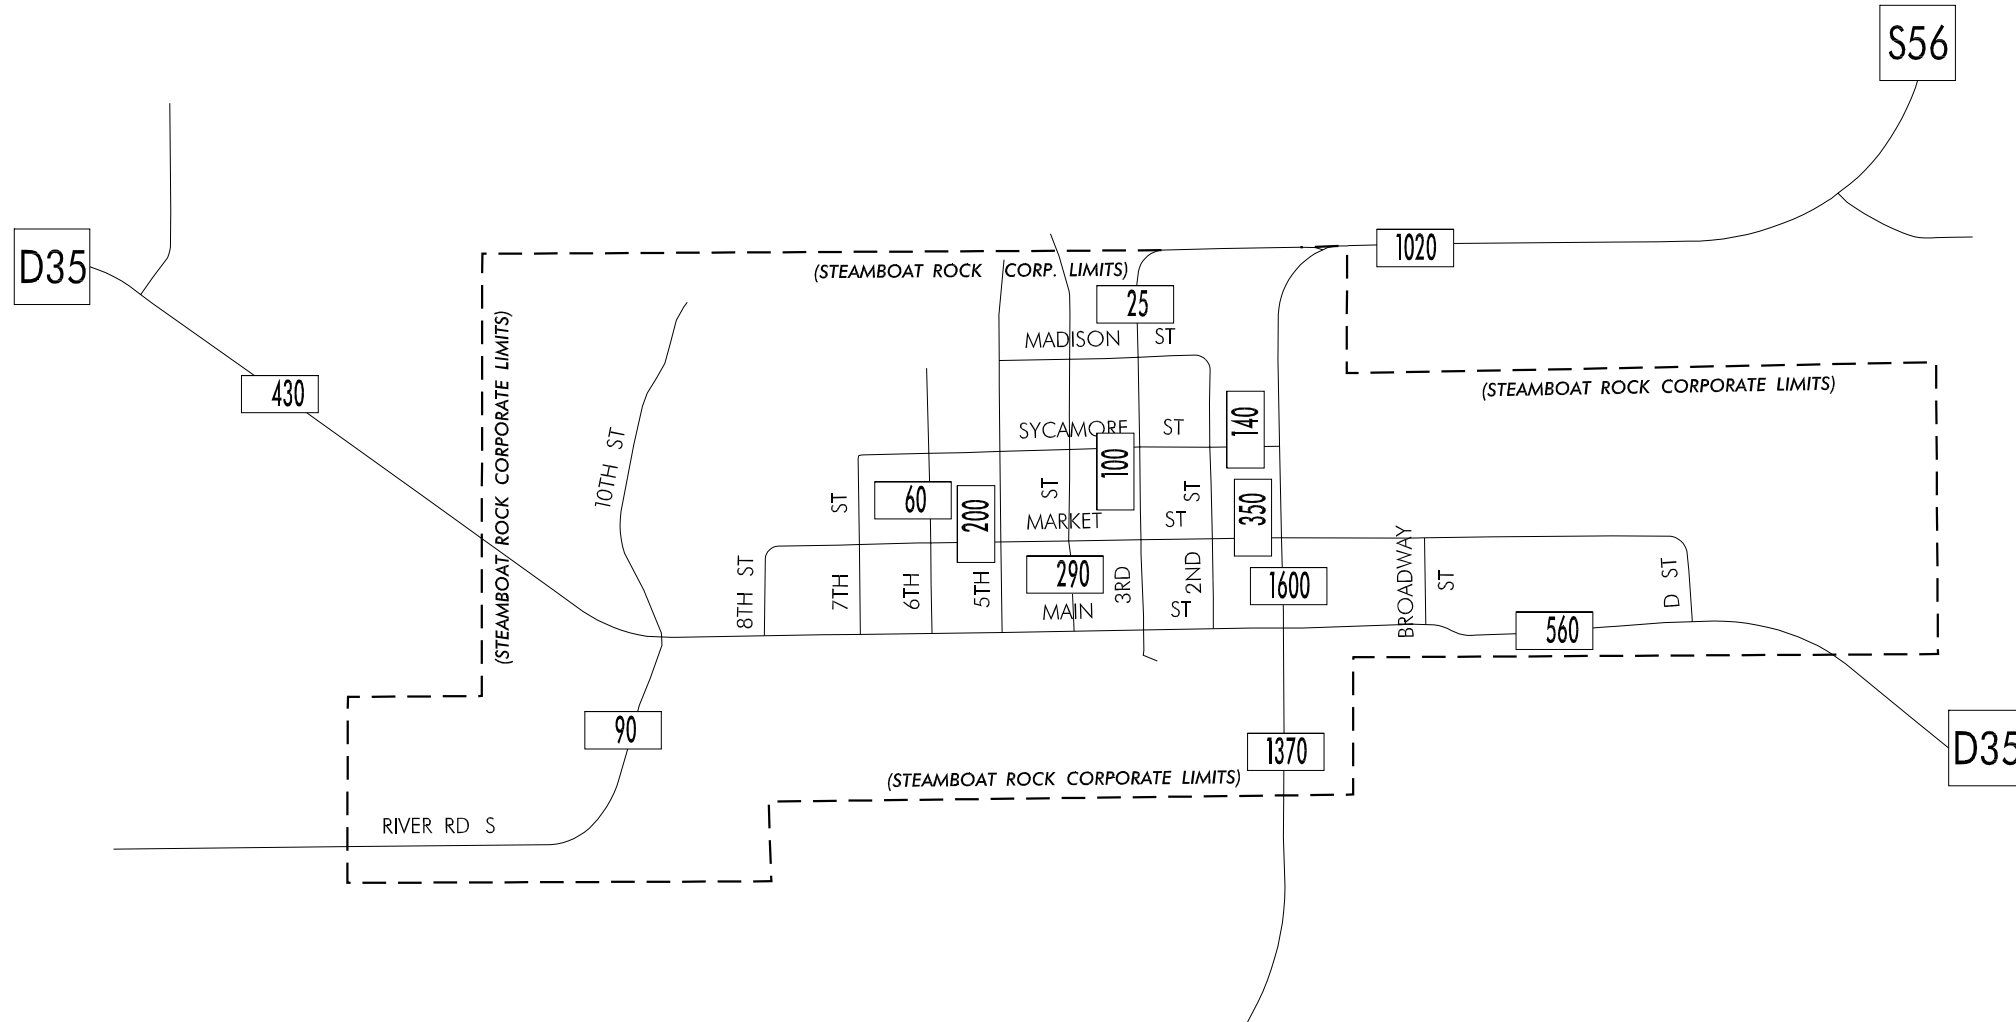 S56
D35
1020
(STEAMBOAT ROCK CORP. LIMITS)
25
MADISON ST
(STEAMBOAT ROCK CORPORATE LIMITS)
430
(STEAMBOAT ROCK CORPORATE LIMITS)
10TH ST
SYCAMORE ST
140
100
60
200
350
MARKET ST
8TH ST
7TH ST
6TH
5TH
ST
290
3RD
2ND ST
1600
BROADWAY ST
D ST
MAIN ST
560
90
1370
D35
(STEAMBOAT ROCK CORPORATE LIMITS)
RIVER RD S